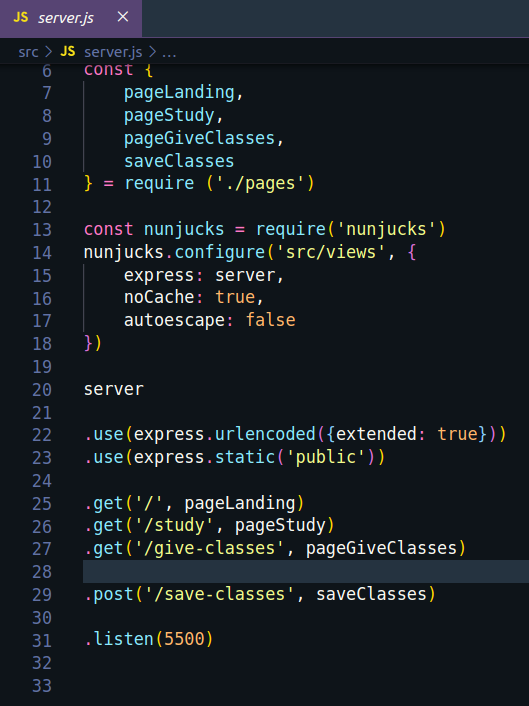 JS server.js ×
src > JS server.js > ...
6 const {
7 pageLanding,
8 pageStudy,
9 pageGiveClasses,
10 saveClasses
11 } = require ('./pages')
12
13 const nunjucks = require('nunjucks')
14 nunjucks.configure('src/views', {
15 express: server,
16 noCache: true,
17 autoescape: false
18 })
19
20 server
21
22 .use(express.urlencoded({extended: true}))
23 .use(express.static('public'))
24
25 .get('/', pageLanding)
26 .get('/study', pageStudy)
27 .get('/give-classes', pageGiveClasses)
28
29 .post('/save-classes', saveClasses)
30
31 .listen(5500)
32
33